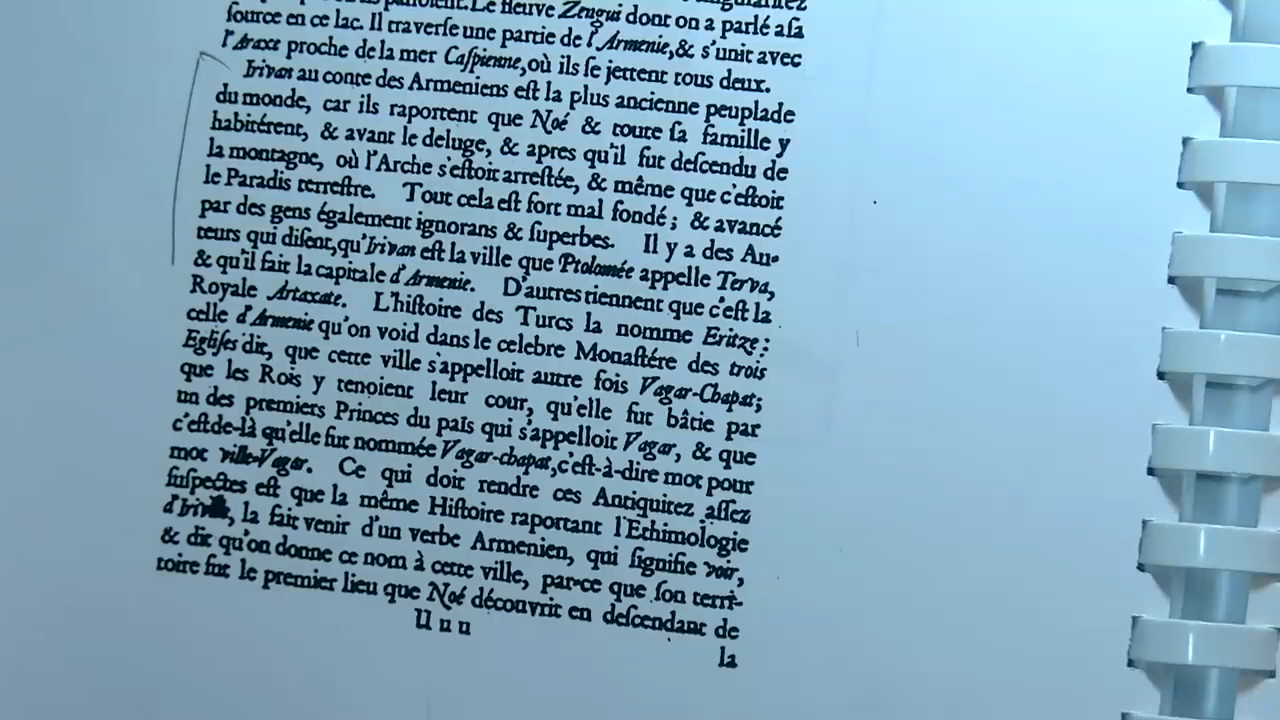 Le fleuve Zengui dont on a parlé a ſa
ſource en ce lac. Il traverſe une partie de l'Armenie, & s'unit avec
l'Araxe proche de la mer Caſpienne, où ils ſe jettent tous deux.
Irivan au conte des Armeniens eſt la plus ancienne peuplade
du monde, car ils raportent que Noé & toute ſa famille y
habitérent, & avant le deluge, & apres qu'il fut deſcendu de
la montagne, où l'Arche s'eſtoit arreſtée, & même que c'eſtoit
le Paradis terreſtre. Tout cela eſt fort mal fondé; & avancé
par des gens également ignorans & ſuperbes. Il y a des Au-
teurs qui diſent, qu'Irivan eſt la ville que Ptolomée appelle Terva,
& qu'il fait la capitale d'Armenie. D'autres tiennent que c'eſt la
Royale Artaxate. L'hiſtoire des Turcs la nomme Eritze:
celle d'Armenie qu'on void dans le celebre Monaſtére des trois
Egliſes dit, que cette ville s'appelloit autre fois Vagar-Chapat;
que les Rois y tenoient leur cour, qu'elle fut bâtie par
un des premiers Princes du païs qui s'appelloit Vagar, & que
c'eſt de-là qu'elle fut nommée Vagar-chapat, c'eſt-à-dire mot pour
mot ville-Vagar. Ce qui doit rendre ces Antiquitez aſſez
ſuſpectes eſt que la même Hiſtoire raportant l'Ethimologie
d'Irivan, la fait venir d'un verbe Armenien, qui ſignifie voir,
& dit qu'on donne ce nom à cette ville, par-ce que ſon terri-
toire fut le premier lieu que Noé découvrit en deſcendant de
Uuu
la